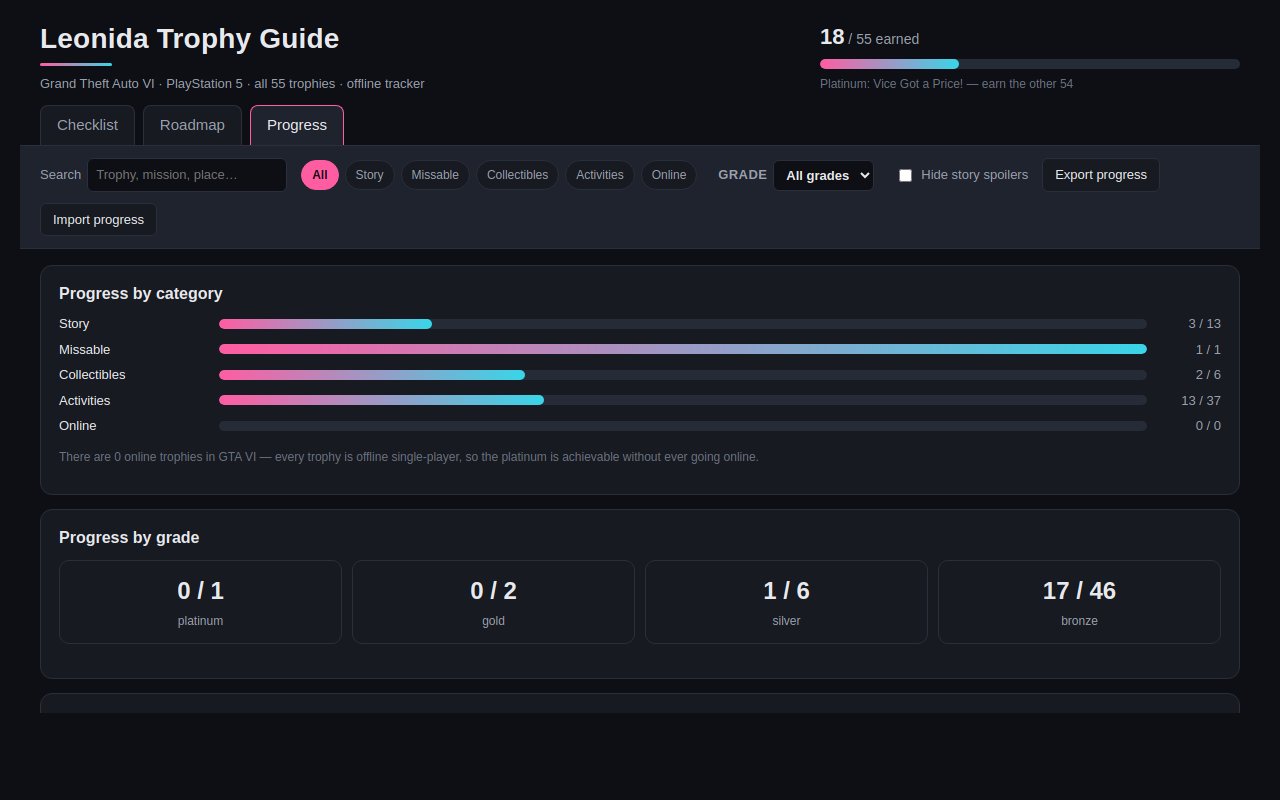 Leonida Trophy Guide
18 / 55 earned
Grand Theft Auto VI · PlayStation 5 · all 55 trophies · offline tracker
Platinum: Vice Got a Price! — earn the other 54
Checklist
Roadmap
Progress
Search
Trophy, mission, place…
All
Story
Missable
Collectibles
Activities
Online
GRADE
All grades
Hide story spoilers
Export progress
Import progress
Progress by category
Story
3 / 13
Missable
1 / 1
Collectibles
2 / 6
Activities
13 / 37
Online
0 / 0
There are 0 online trophies in GTA VI — every trophy is offline single-player, so the platinum is achievable without ever going online.
Progress by grade
0 / 1
platinum
0 / 2
gold
1 / 6
silver
17 / 46
bronze